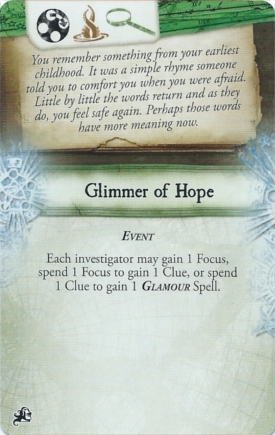 You remember something from your earliest
childhood. It was a simple rhyme someone
told you to comfort you when you were afraid.
Little by little the words return and as they
do, you feel safe again. Perhaps those words
have more meaning now.
Glimmer of Hope
EVENT
Each investigator may gain 1 Focus,
spend 1 Focus to gain 1 Clue, or spend
1 Clue to gain 1 GLAMOUR Spell.